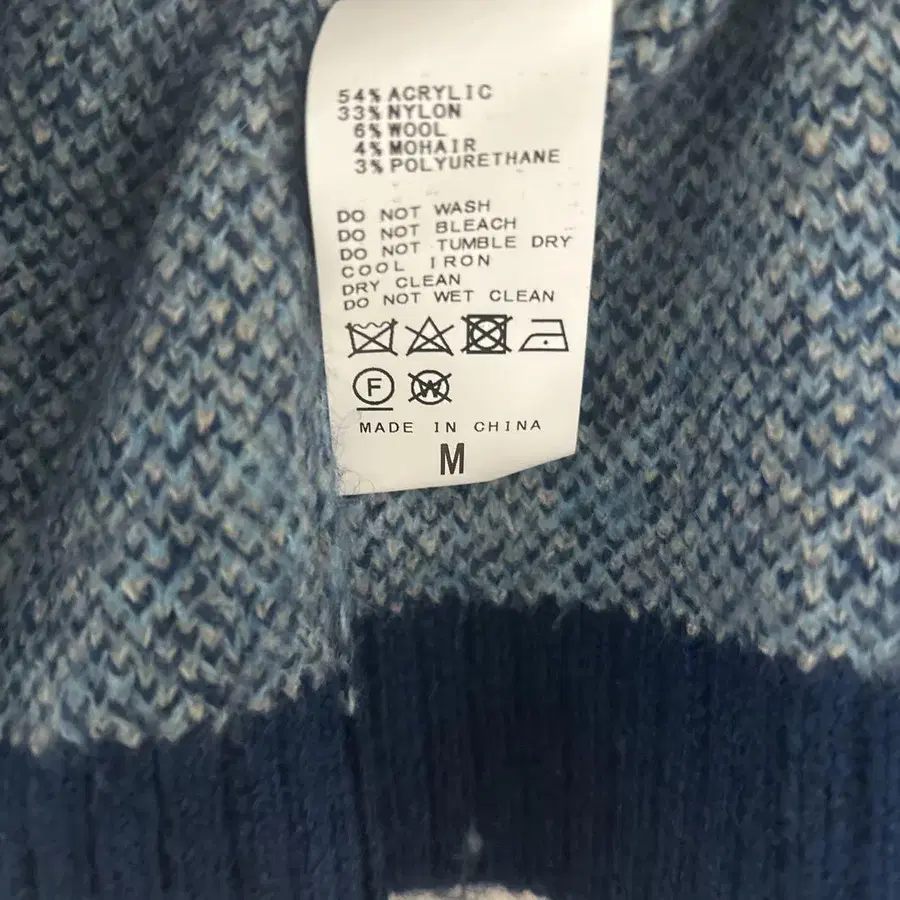 54% ACRYLIC
33% NYLON
6% WOOL
4% MOHAIR
3% POLYURETHANE
DO NOT WASH
DO NOT BLEACH
DO NOT TUMBLE DRY
COOL IRON
DRY CLEAN
DO NOT WET CLEAN
F W
MADE IN CHINA
M